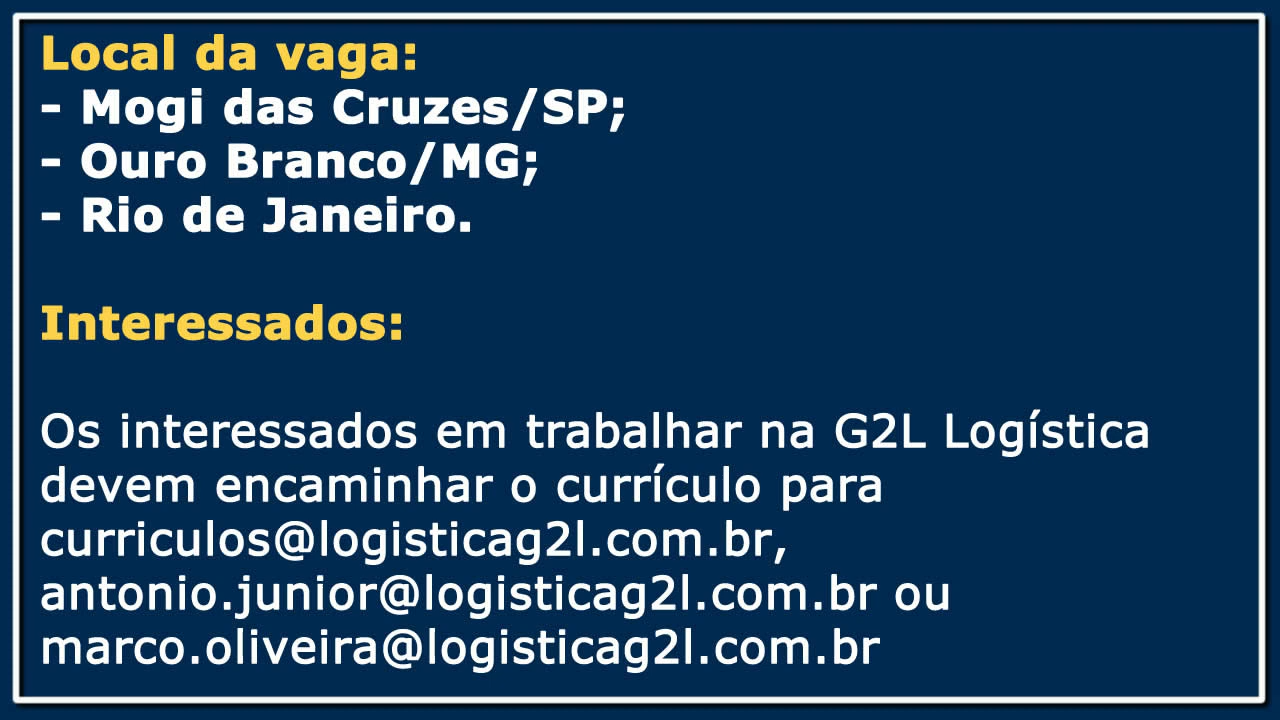 Local da vaga:
- Mogi das Cruzes/SP;
- Ouro Branco/MG;
- Rio de Janeiro.
Interessados:
Os interessados em trabalhar na G2L Logística
devem encaminhar o currículo para
curriculos@logisticag2l.com.br,
antonio.junior@logisticag2l.com.br ou
marco.oliveira@logisticag2l.com.br